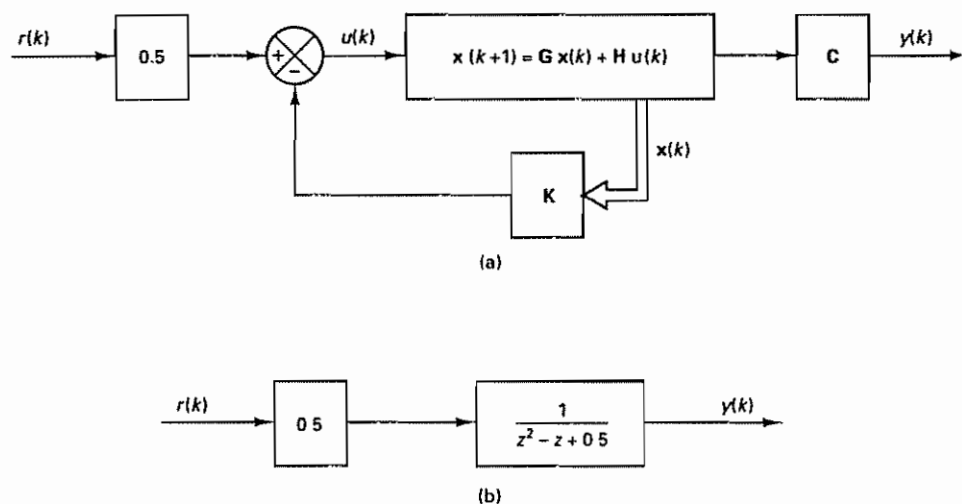 r(k)
0.5
+
−
u(k)
x (k+1) = G x(k) + H u(k)
C
y(k)
x(k)
K
(a)
r(k)
0 5
1
z² − z + 0 5
y(k)
(b)